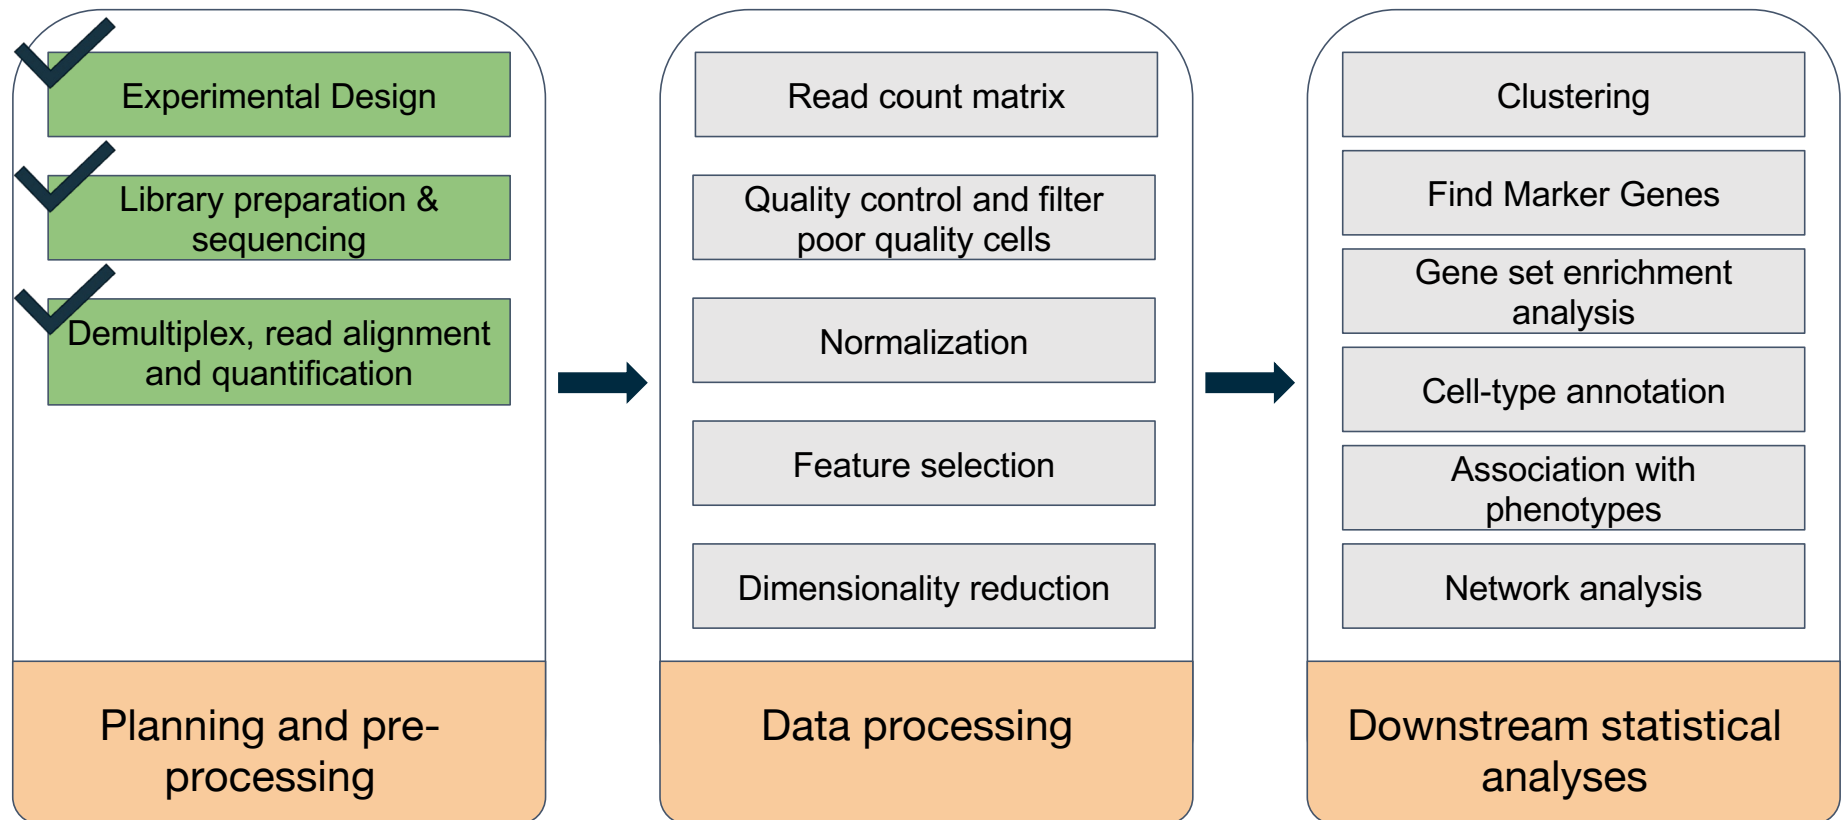 Experimental Design
Library preparation &
sequencing
Demultiplex, read alignment
and quantification
Planning and pre-
processing
Read count matrix
Quality control and filter
poor quality cells
Normalization
Feature selection
Dimensionality reduction
Data processing
Clustering
Find Marker Genes
Gene set enrichment
analysis
Cell-type annotation
Association with
phenotypes
Network analysis
Downstream statistical
analyses